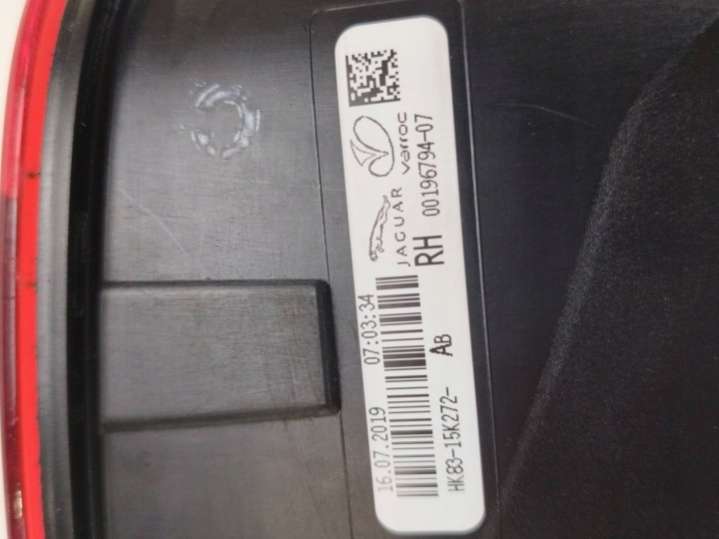 16.07.2019 07:03:34
JAGUAR varroc
HK83-15K272- AB
RH 00196794-07